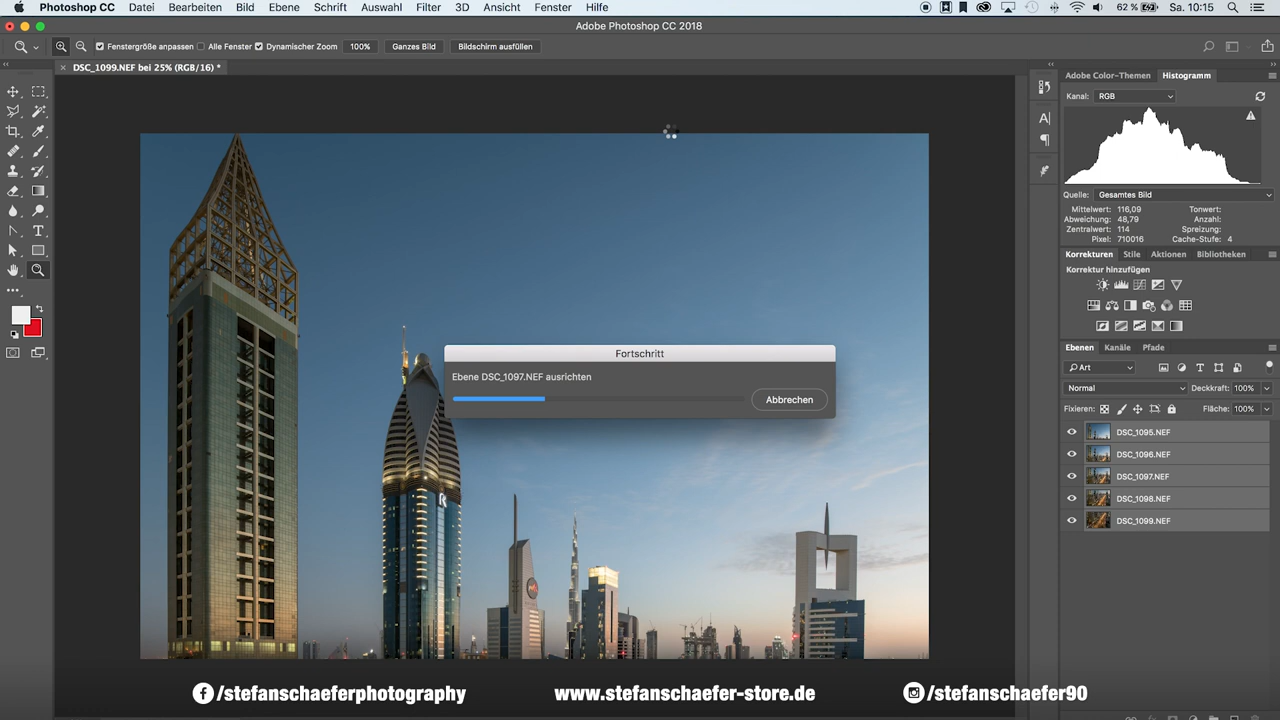 Photoshop CC Datei Bearbeiten Bild Ebene Schrift Auswahl Filter 3D Ansicht Fenster Hilfe 62 % Sa. 10:15
Adobe Photoshop CC 2018
Fenstergröße anpassen Alle Fenster Dynamischer Zoom 100% Ganzes Bild Bildschirm ausfüllen
DSC_1099.NEF bei 25% (RGB/16) *
Adobe Color-Themen Histogramm
Kanal: RGB
Quelle: Gesamtes Bild
Mittelwert: 116,09 Tonwert:
Abweichung: 48,79 Anzahl:
Zentralwert: 114 Spreizung:
Pixel: 710016 Cache-Stufe: 4
Korrekturen Stile Aktionen Bibliotheken
Korrektur hinzufügen
Ebenen Kanäle Pfade
Art
Normal Deckkraft: 100%
Fixieren: Fläche: 100%
DSC_1095.NEF
DSC_1096.NEF
DSC_1097.NEF
DSC_1098.NEF
DSC_1099.NEF
Fortschritt
Ebene DSC_1097.NEF ausrichten
Abbrechen
/stefanschaeferphotography www.stefanschaefer-store.de /stefanschaefer90